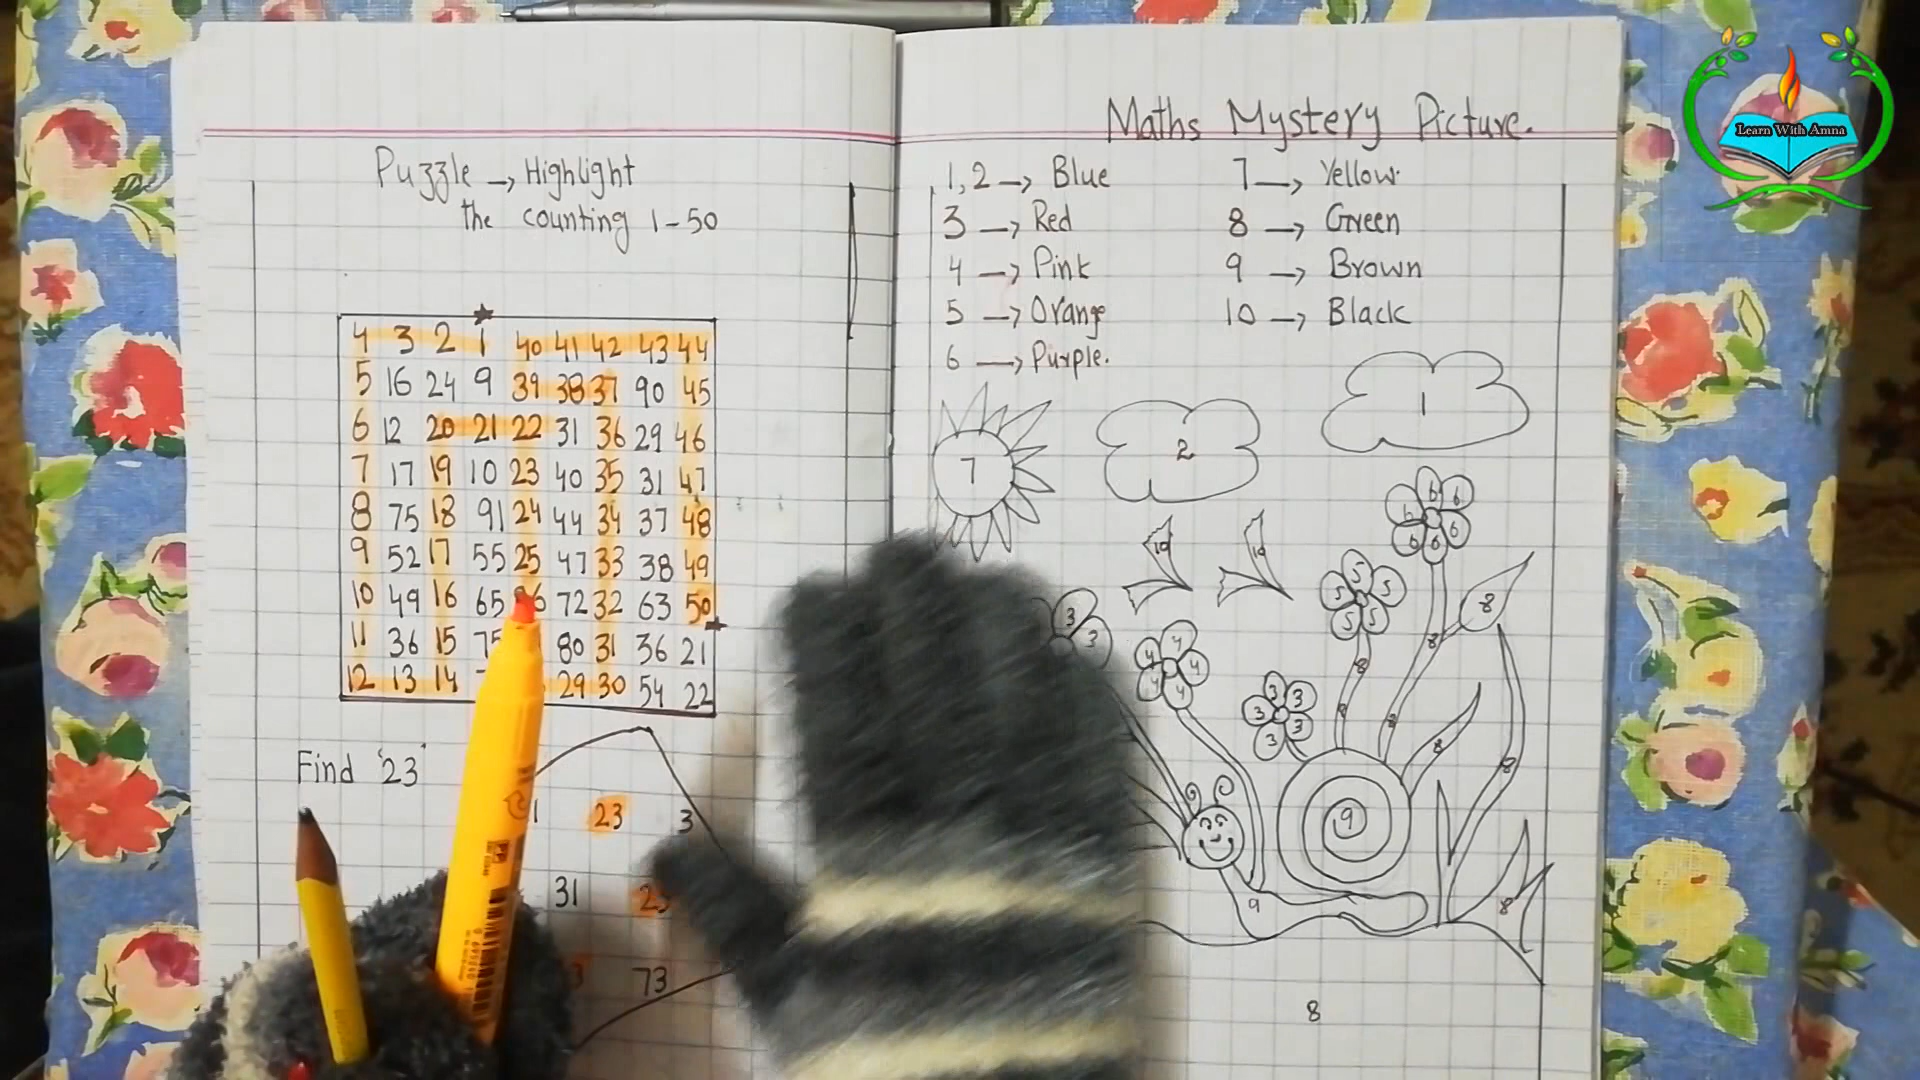 Learn With Amna
Puzzle → Highlight
the counting 1-50
4 3 2 1 40 41 42 43 44
5 16 24 9 39 38 37 90 45
6 12 20 21 22 31 36 29 46
7 17 19 10 23 40 35 31 47
8 75 18 91 24 44 34 37 48
9 52 17 55 25 47 33 38 49
10 49 16 65 72 32 63 50
11 36 15 75 80 31 36 21
12 13 14 29 30 54 22
Find '23'
1 23 3
31
73
Maths Mystery Picture.
1,2 → Blue
3 → Red
4 → Pink
5 → Orange
6 → Purple.
7 → Yellow.
8 → Green
9 → Brown
10 → Black
1
7 2
6 6 6 6 6 6
10 10
5 5 5 5 5
8
3 3
4 4 4 4 4
8 8
3 3 3 3 3
8 8 8
8
9
9 8
8